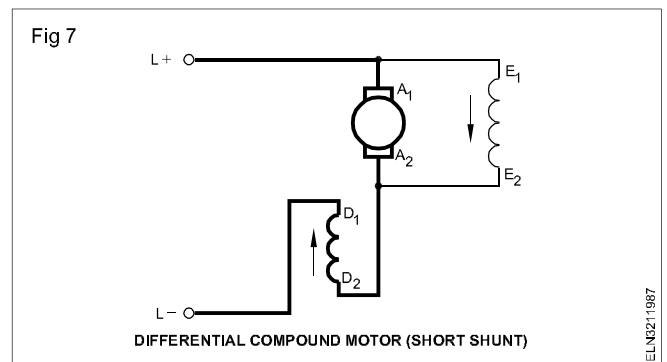 Fig 7
L+
A₁
E₁
A₂
E₂
D₁
D₂
L−
DIFFERENTIAL COMPOUND MOTOR (SHORT SHUNT)
ELN3211987